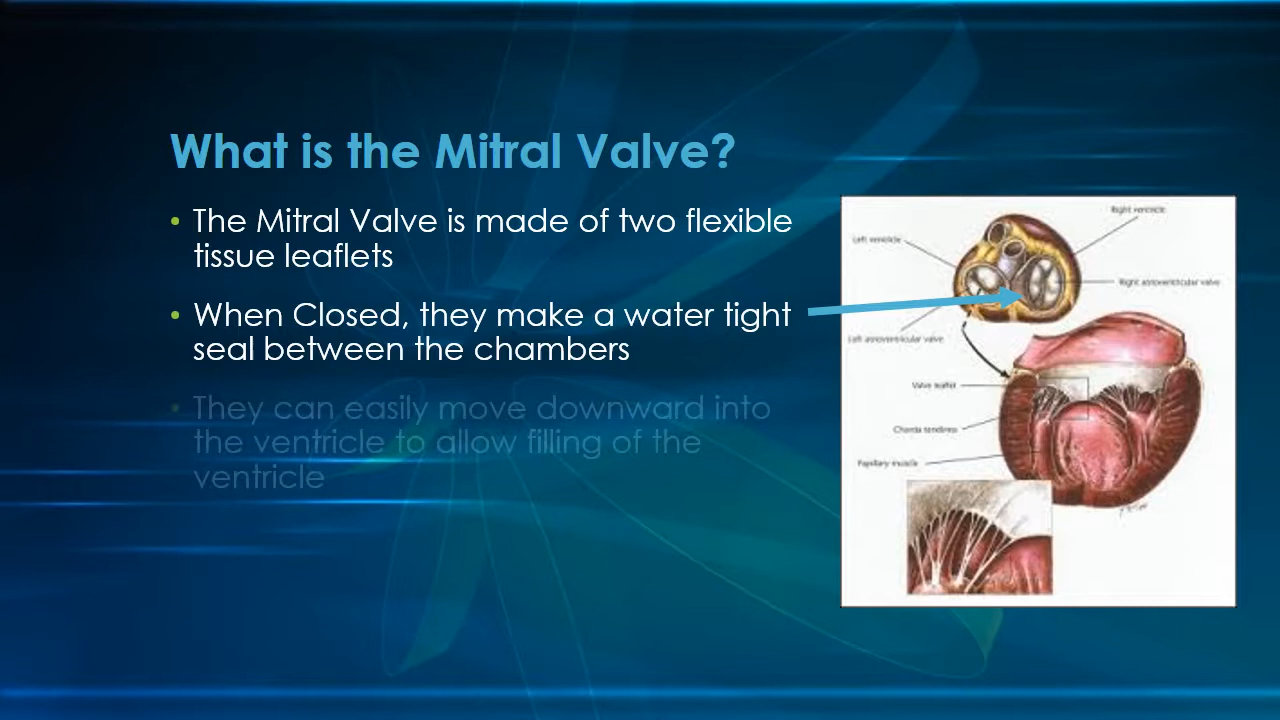 What is the Mitral Valve?
• The Mitral Valve is made of two flexible
tissue leaflets
• When Closed, they make a water tight
seal between the chambers
• They can easily move downward into
the ventricle to allow filling of the
ventricle
Right ventricle
Left ventricle
Right atrioventricular valve
Left atrioventricular valve
Valve leaflet
Chorda tendinea
Papillary muscle